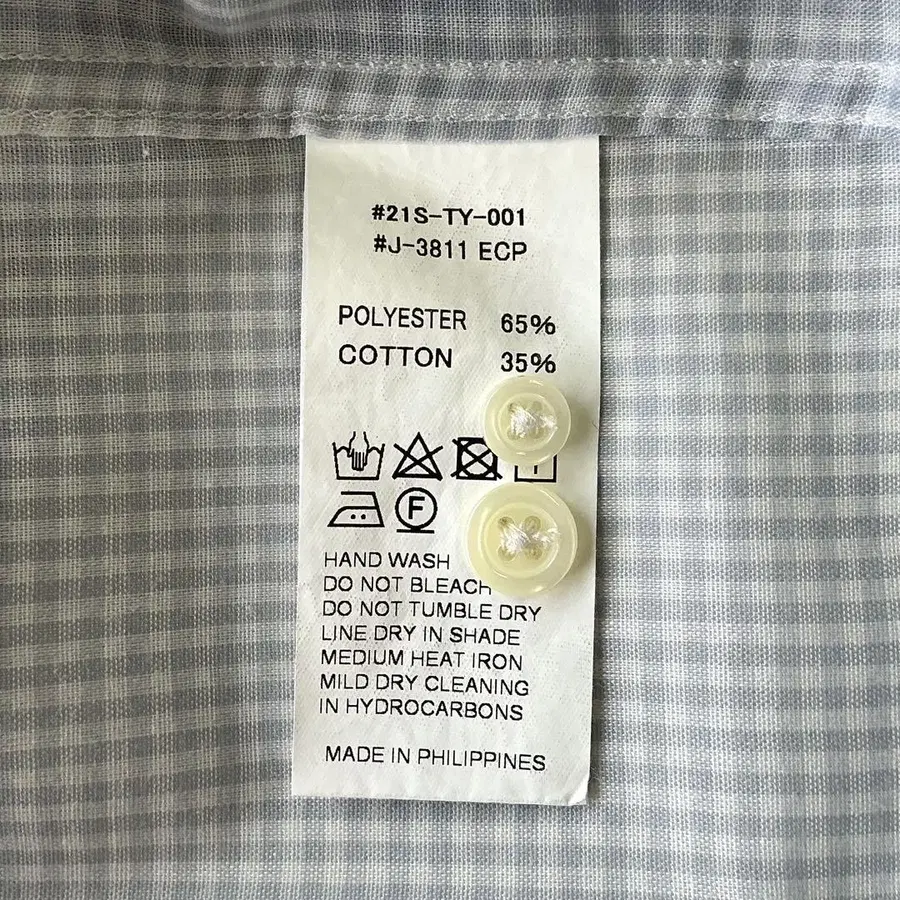 #21S-TY-001
#J-3811 ECP
POLYESTER 65%
COTTON 35%
F
HAND WASH
DO NOT BLEACH
DO NOT TUMBLE DRY
LINE DRY IN SHADE
MEDIUM HEAT IRON
MILD DRY CLEANING
IN HYDROCARBONS
MADE IN PHILIPPINES